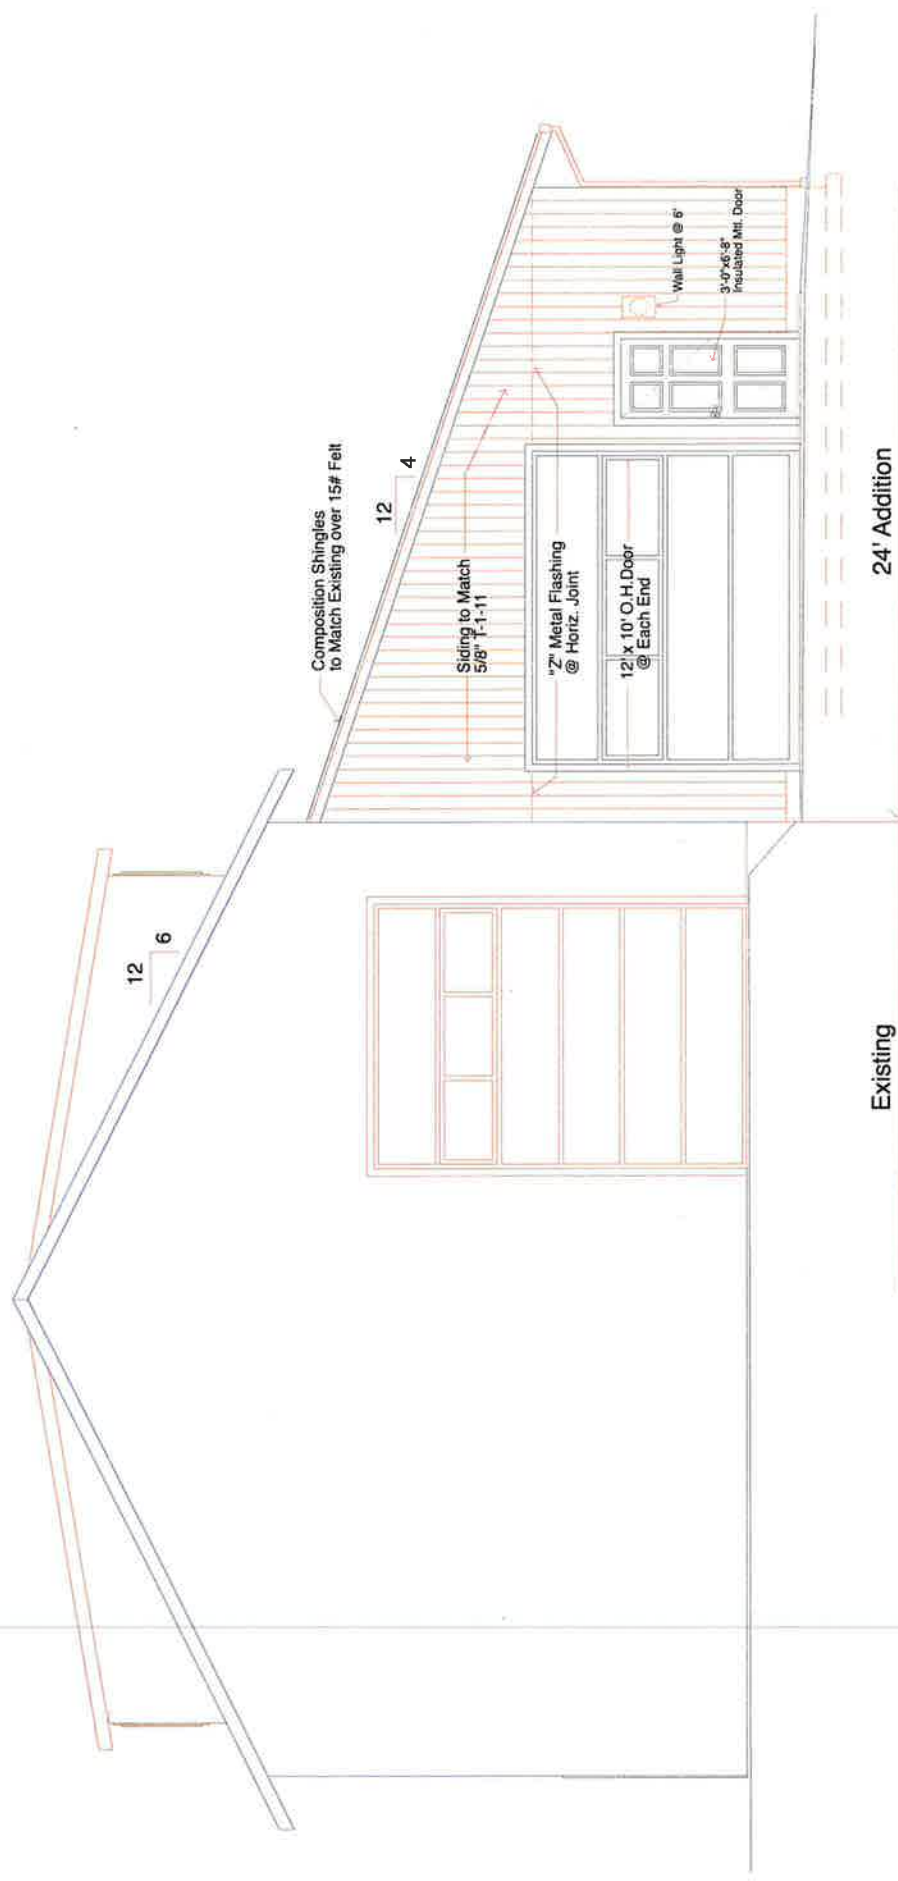 12
6
Composition Shingles
to Match Existing over 15# Felt
12
4
Siding to Match
5/8" T-1-11
"Z" Metal Flashing
@ Horiz. Joint
12' x 10' O.H.Door
@ Each End
Wall Light @ 6'
3'-0"x6'-8"
Insulated Mtl. Door
Existing
24' Addition